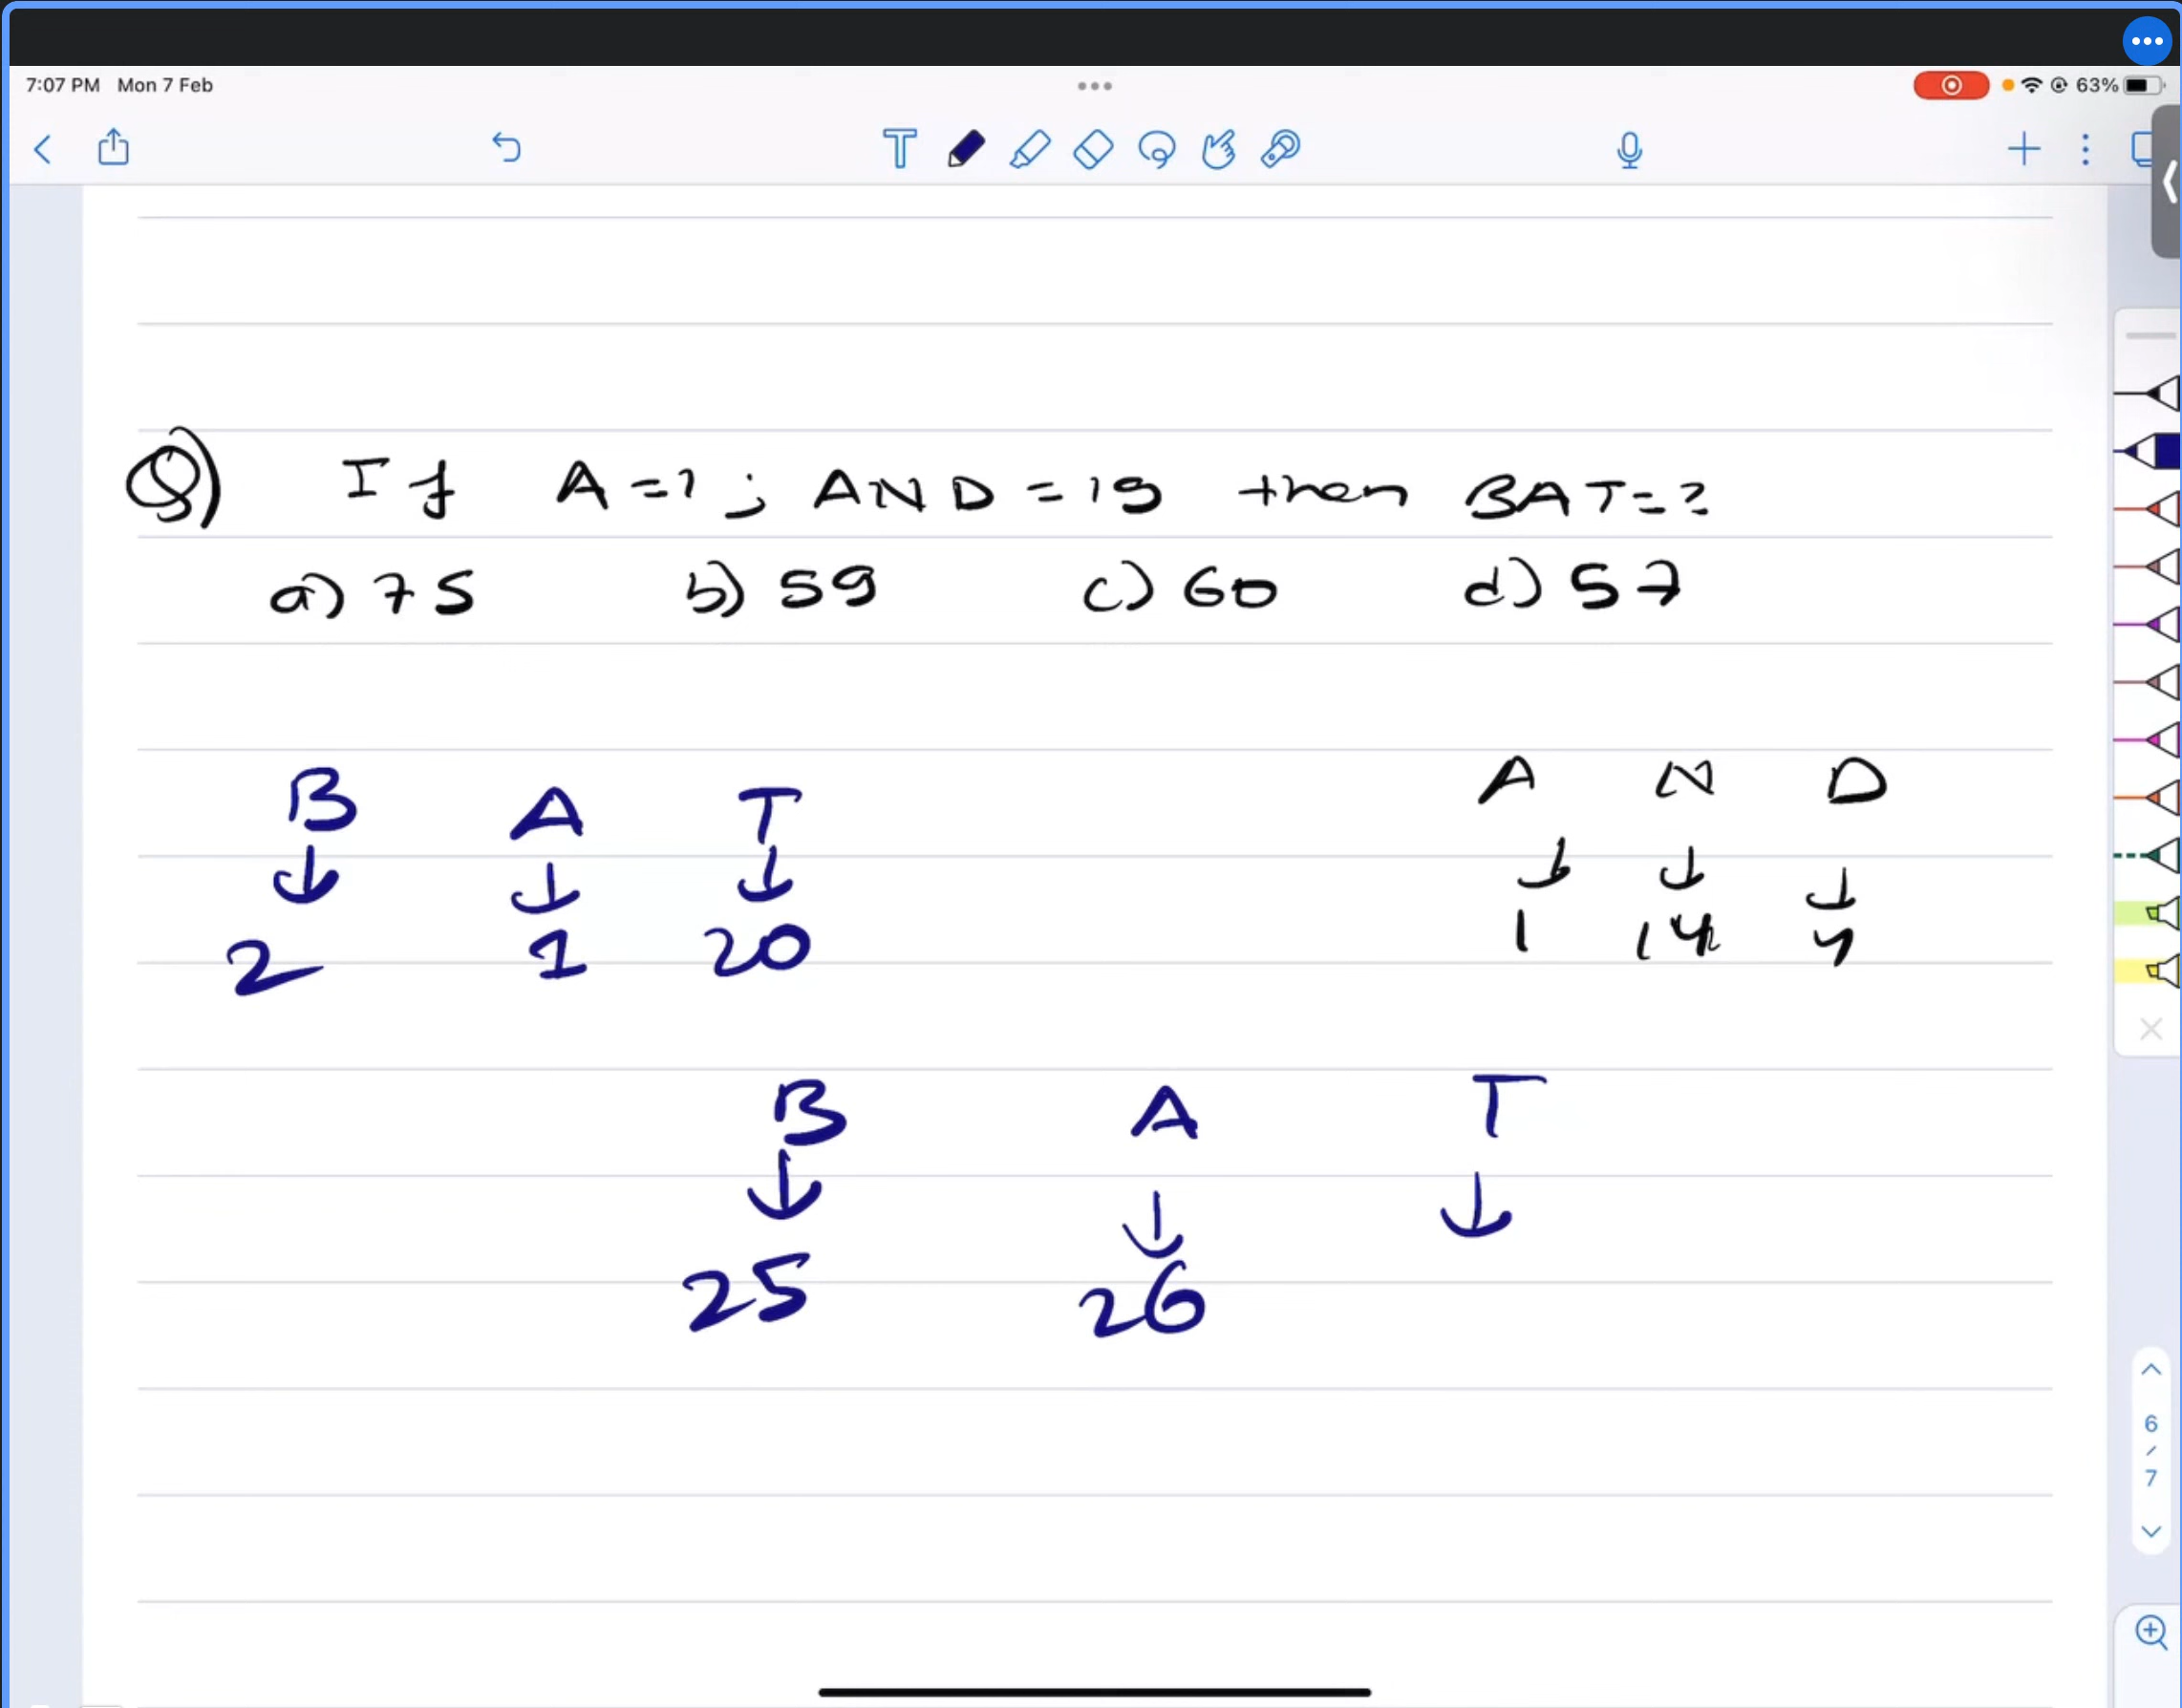 7:07 PM Mon 7 Feb 63%
T
Q) If A=1; AND = 19 then BAT=?
a) 75 b) 59 c) 60 d) 57
B A T A N D
2 1 20 1 14 4
B A T
25 26
6
/
7